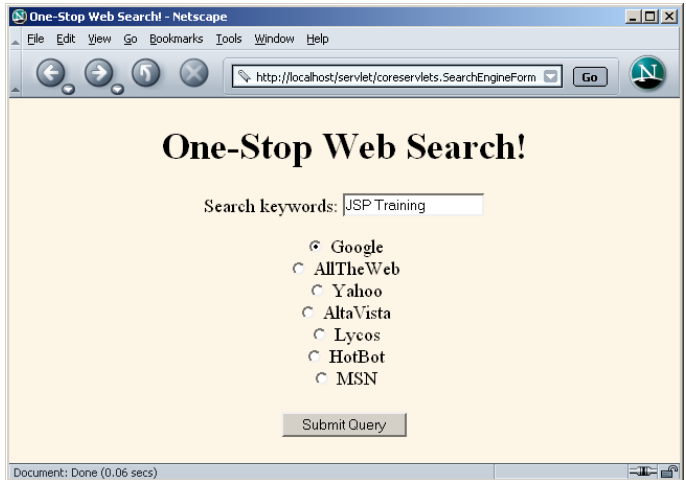 One-Stop Web Search! - Netscape
File Edit View Go Bookmarks Tools Window Help
http://localhost/servlet/coreservlets.SearchEngineForm Go N
One-Stop Web Search!
Search keywords: JSP Training
Google
AllTheWeb
Yahoo
AltaVista
Lycos
HotBot
MSN
Submit Query
Document: Done (0.06 secs)